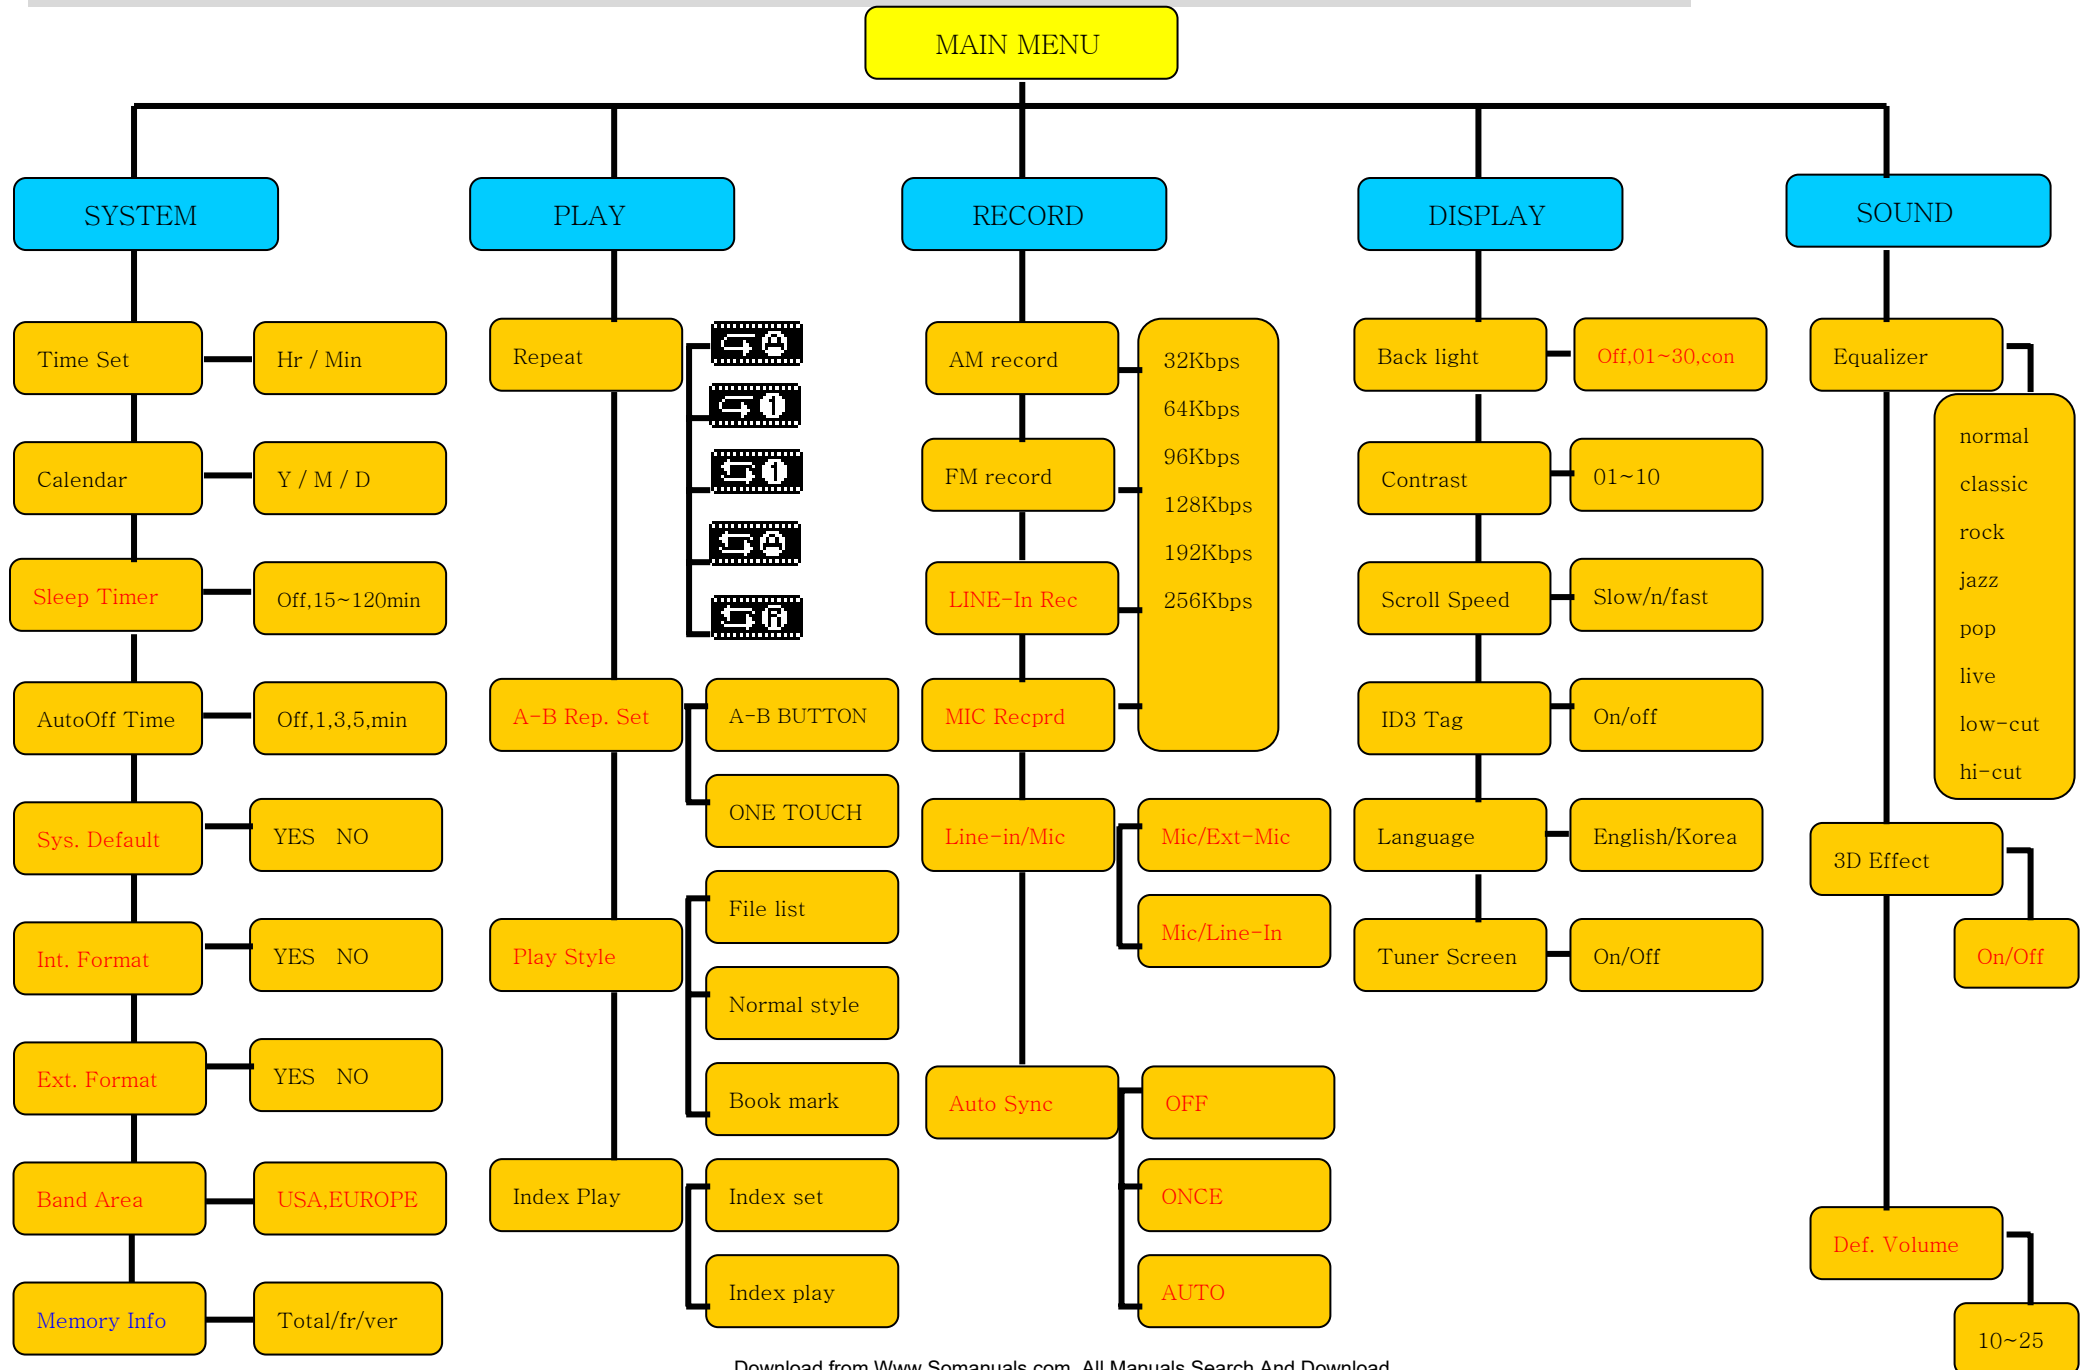 MAIN MENU
SYSTEM
Time Set
Hr / Min
Calendar
Y / M / D
Sleep Timer
Off,15~120min
AutoOff Time
Off,1,3,5,min
Sys. Default
YES NO
Int. Format
YES NO
Ext. Format
YES NO
Band Area
USA,EUROPE
Memory Info
Total/fr/ver
PLAY
Repeat
A
1
1
A
R
A-B Rep. Set
A-B BUTTON
ONE TOUCH
Play Style
File list
Normal style
Book mark
Index Play
Index set
Index play
RECORD
AM record
FM record
LINE-In Rec
MIC Recprd
32Kbps
64Kbps
96Kbps
128Kbps
192Kbps
256Kbps
Line-in/Mic
Mic/Ext-Mic
Mic/Line-In
Auto Sync
OFF
ONCE
AUTO
DISPLAY
Back light
Off,01~30,con
Contrast
01~10
Scroll Speed
Slow/n/fast
ID3 Tag
On/off
Language
English/Korea
Tuner Screen
On/Off
SOUND
Equalizer
normal
classic
rock
jazz
pop
live
low-cut
hi-cut
3D Effect
On/Off
Def. Volume
10~25
Download from Www.Somanuals.com. All Manuals Search And Download.